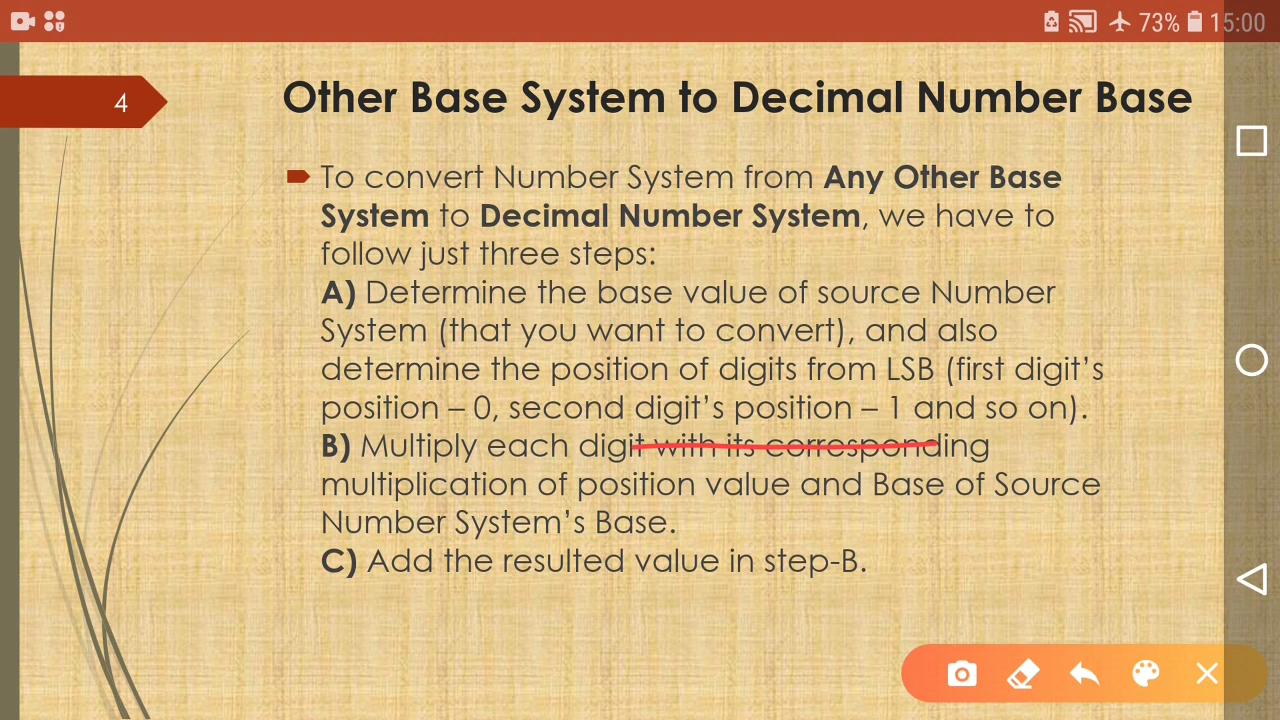 73% 15:00
4
Other Base System to Decimal Number Base
To convert Number System from Any Other Base
System to Decimal Number System, we have to
follow just three steps:
A) Determine the base value of source Number
System (that you want to convert), and also
determine the position of digits from LSB (first digit’s
position – 0, second digit’s position – 1 and so on).
B) Multiply each digit with its corresponding
multiplication of position value and Base of Source
Number System’s Base.
C) Add the resulted value in step-B.